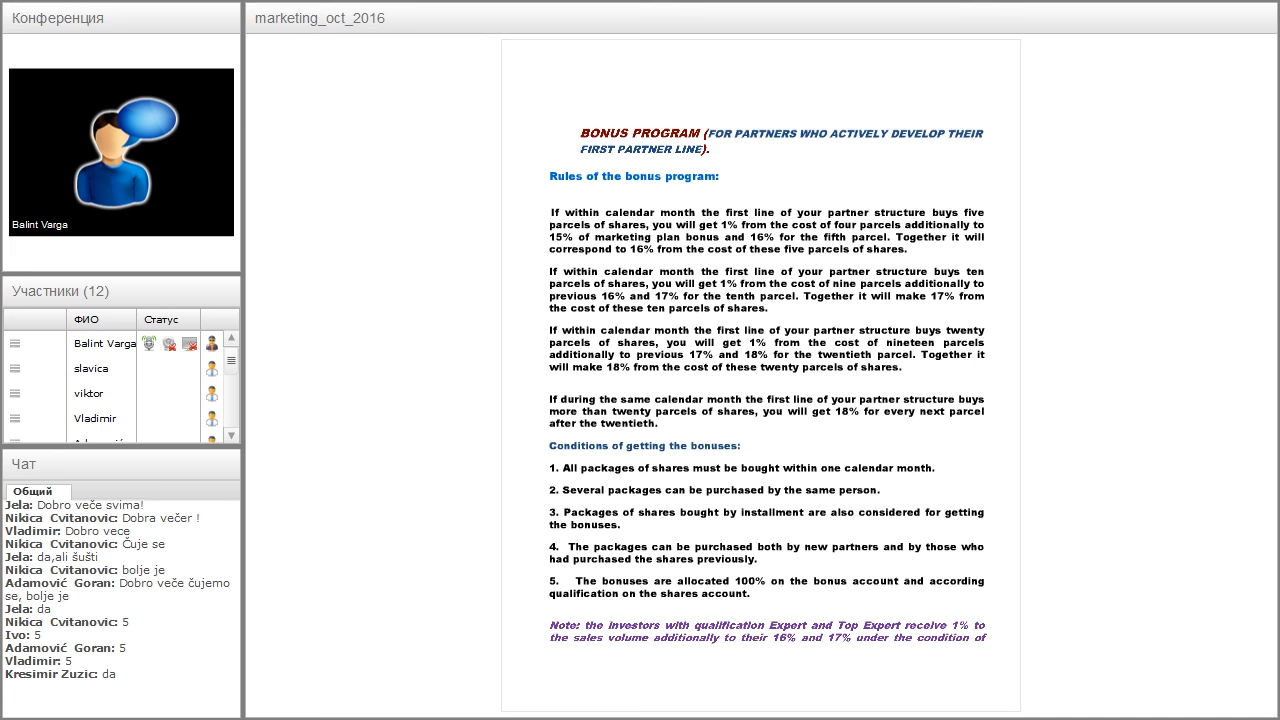 Конференция
Balint Varga
Участники (12)
ФИО
Статус
Balint Varga
slavica
viktor
Vladimir
Чат
Общий
Jela: Dobro veče svima!
Nikica Cvitanovic: Dobra večer !
Vladimir: Dobro vece
Nikica Cvitanovic: Čuje se
Jela: da,ali šušti
Nikica Cvitanovic: bolje je
Adamović Goran: Dobro veče čujemo
se, bolje je
Jela: da
Nikica Cvitanovic: 5
Ivo: 5
Adamović Goran: 5
Vladimir: 5
Kresimir Zuzic: da
marketing_oct_2016
BONUS PROGRAM (FOR PARTNERS WHO ACTIVELY DEVELOP THEIR
FIRST PARTNER LINE).
Rules of the bonus program:
If within calendar month the first line of your partner structure buys five
parcels of shares, you will get 1% from the cost of four parcels additionally to
15% of marketing plan bonus and 16% for the fifth parcel. Together it will
correspond to 16% from the cost of these five parcels of shares.
If within calendar month the first line of your partner structure buys ten
parcels of shares, you will get 1% from the cost of nine parcels additionally to
previous 16% and 17% for the tenth parcel. Together it will make 17% from
the cost of these ten parcels of shares.
If within calendar month the first line of your partner structure buys twenty
parcels of shares, you will get 1% from the cost of nineteen parcels
additionally to previous 17% and 18% for the twentieth parcel. Together it
will make 18% from the cost of these twenty parcels of shares.
If during the same calendar month the first line of your partner structure buys
more than twenty parcels of shares, you will get 18% for every next parcel
after the twentieth.
Conditions of getting the bonuses:
1. All packages of shares must be bought within one calendar month.
2. Several packages can be purchased by the same person.
3. Packages of shares bought by installment are also considered for getting
the bonuses.
4. The packages can be purchased both by new partners and by those who
had purchased the shares previously.
5. The bonuses are allocated 100% on the bonus account and according
qualification on the shares account.
Note: the investors with qualification Expert and Top Expert receive 1% to
the sales volume additionally to their 16% and 17% under the condition of